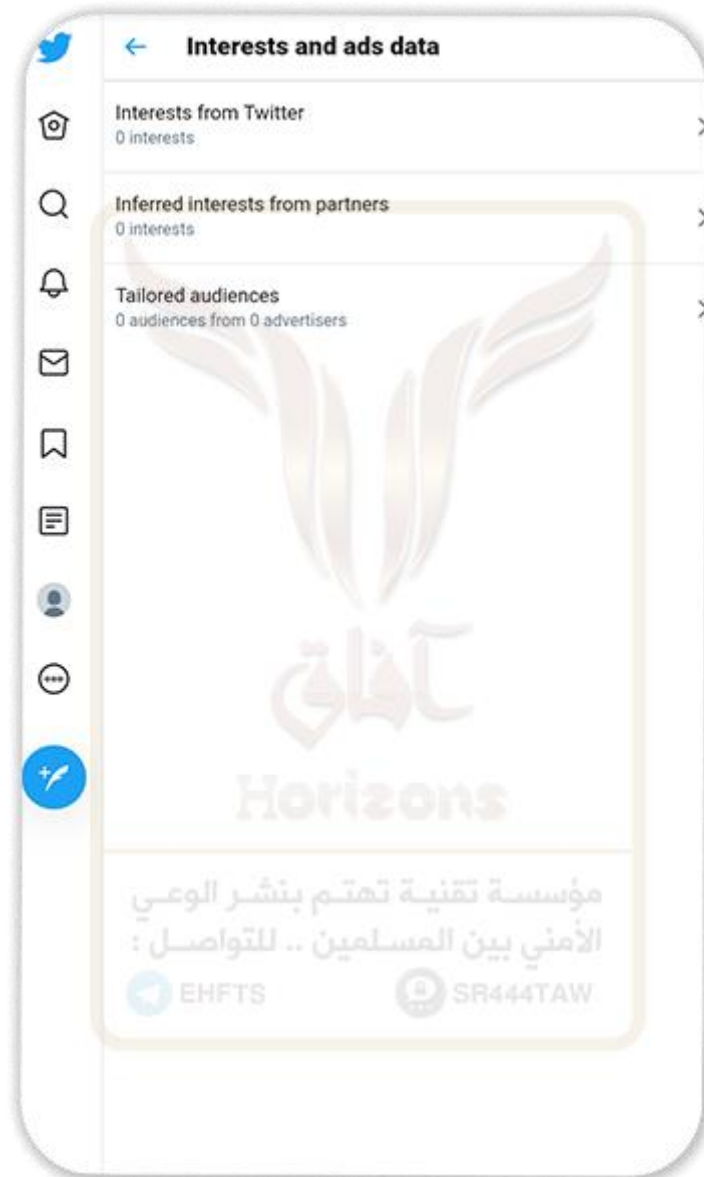 Interests and ads data
Interests from Twitter
0 interests
Inferred interests from partners
0 interests
Tailored audiences
0 audiences from 0 advertisers
آفاق
Horizons
مؤسسة تقنية تهتم بنشر الوعي
الأمني بين المسلمين .. للتواصل :
EHFTS
SR444TAW